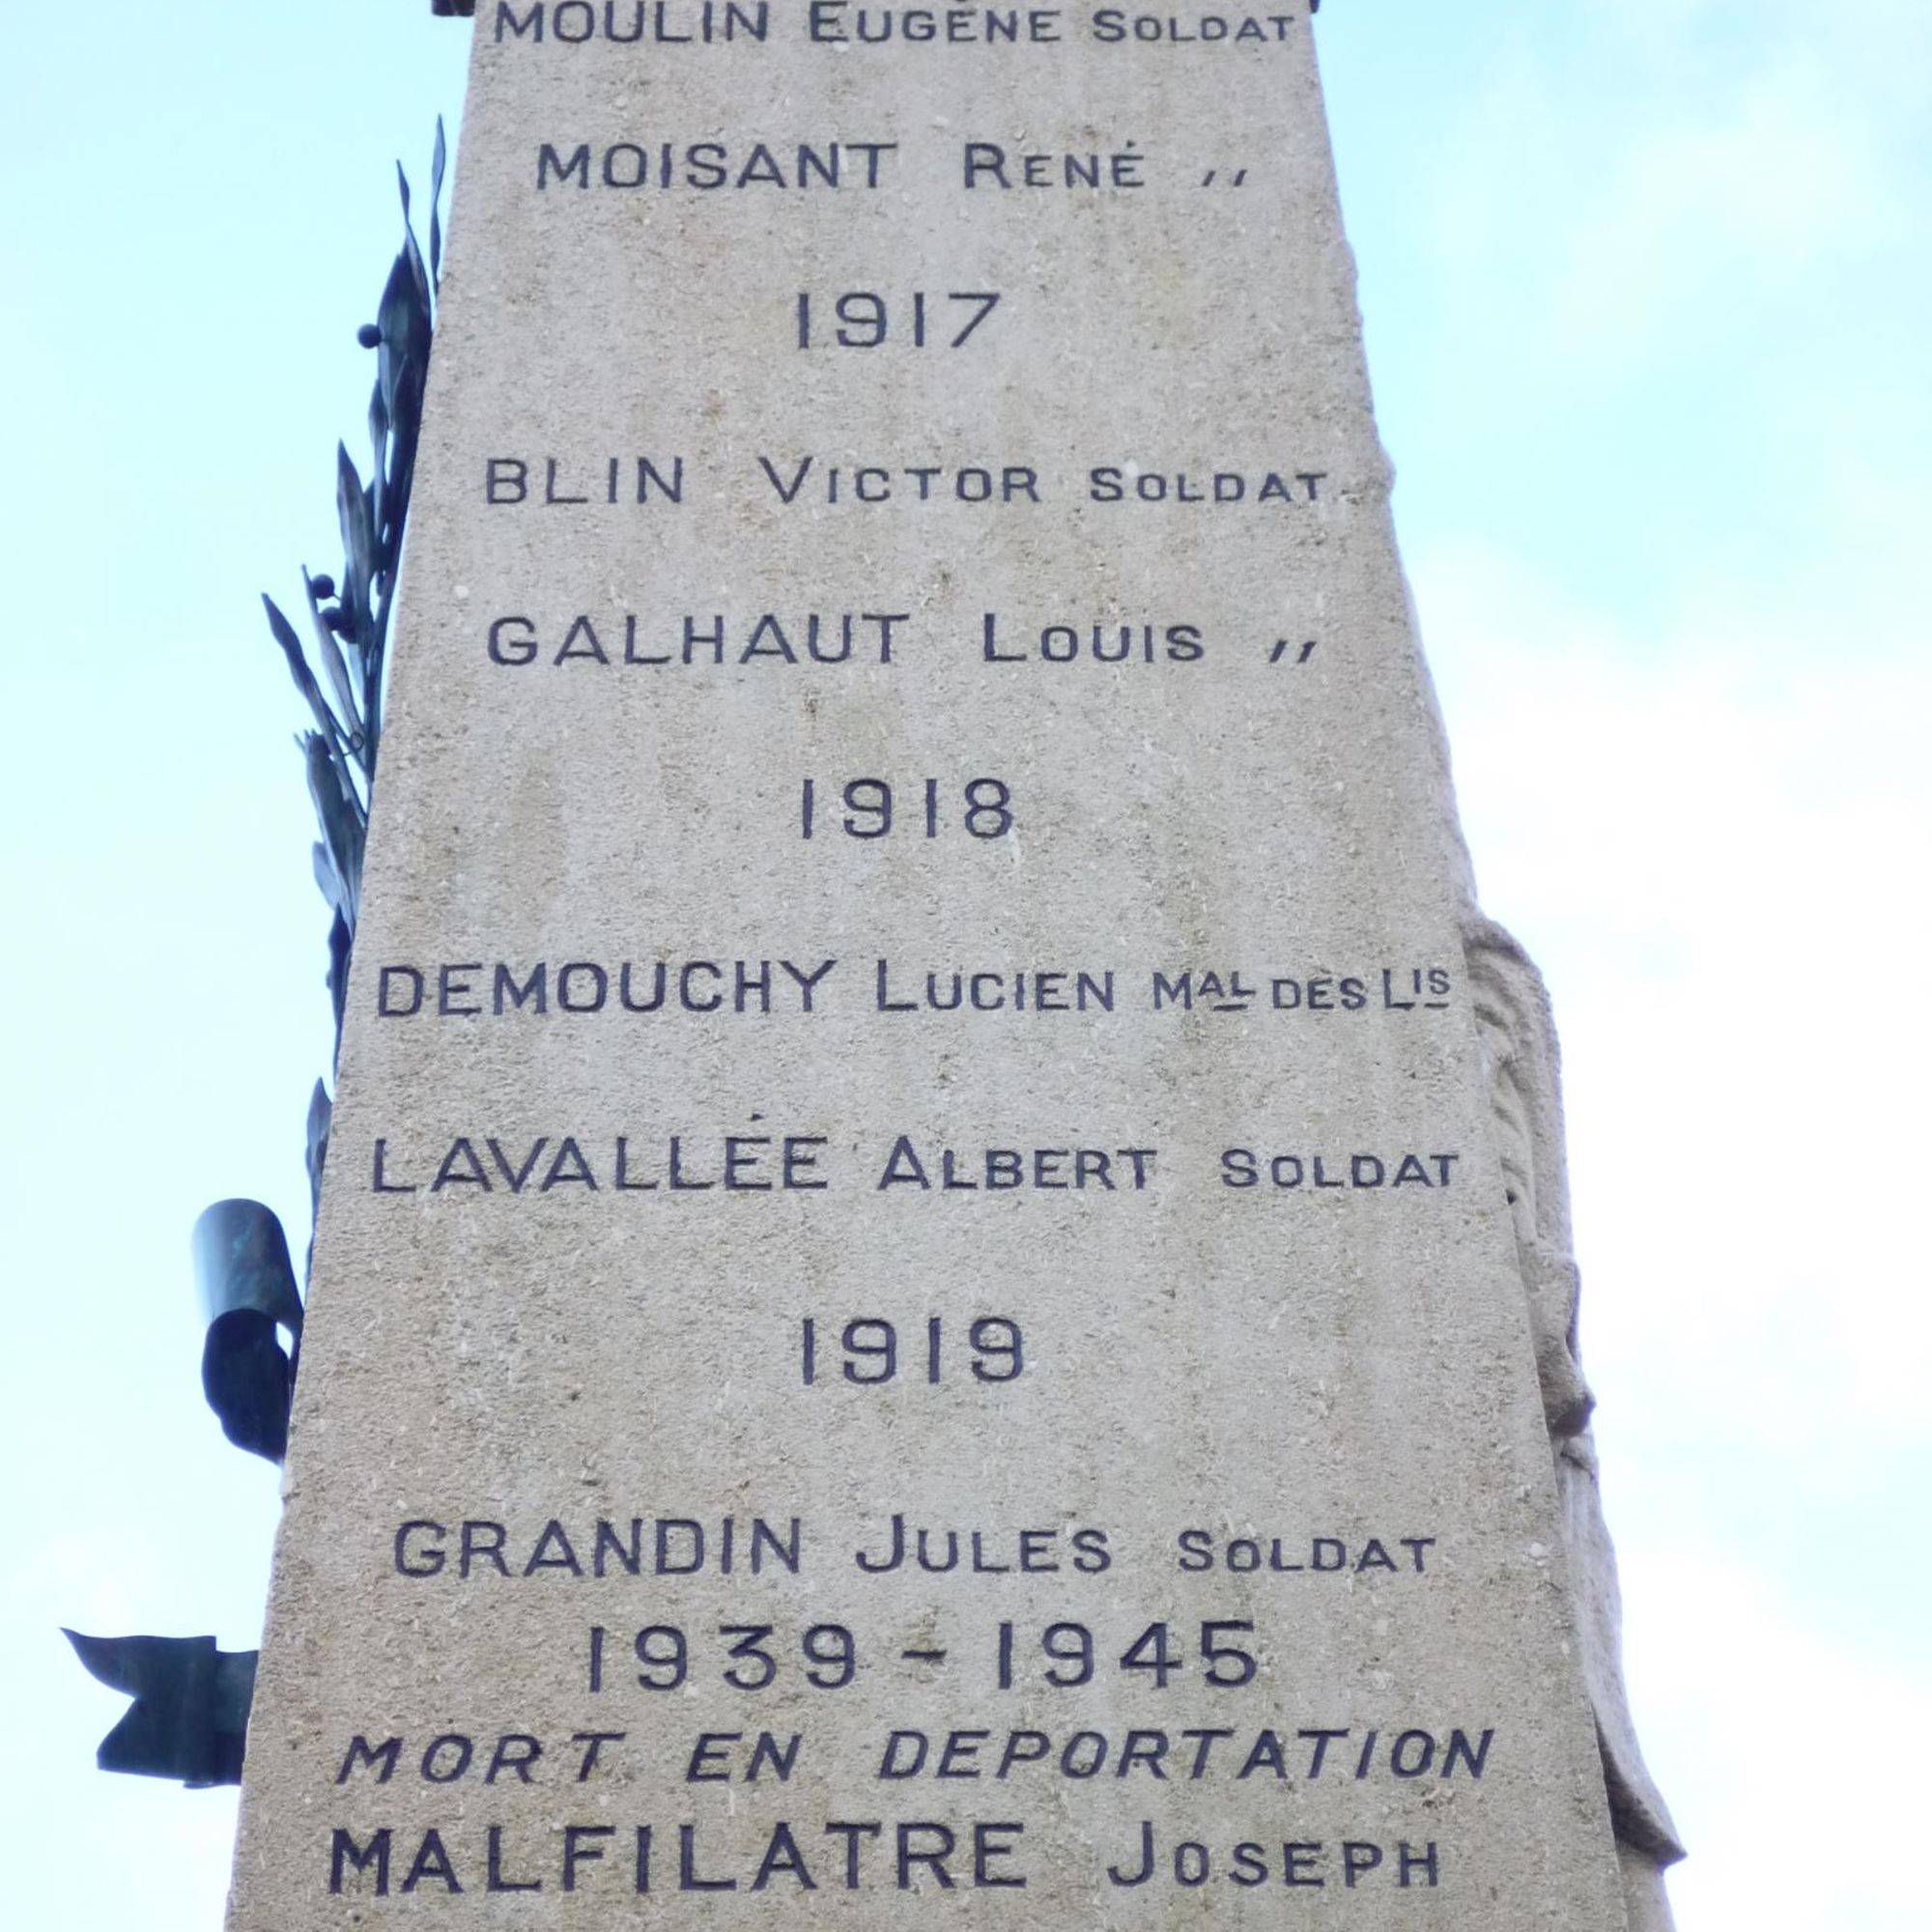 MOULIN EUGÈNE SOLDAT
MOISANT RENÉ ,,
1917
BLIN VICTOR SOLDAT
GALHAUT LOUIS ,,
1918
DEMOUCHY LUCIEN MAL DES LIS
LAVALLÉE ALBERT SOLDAT
1919
GRANDIN JULES SOLDAT
1939 - 1945
MORT EN DEPORTATION
MALFILATRE JOSEPH